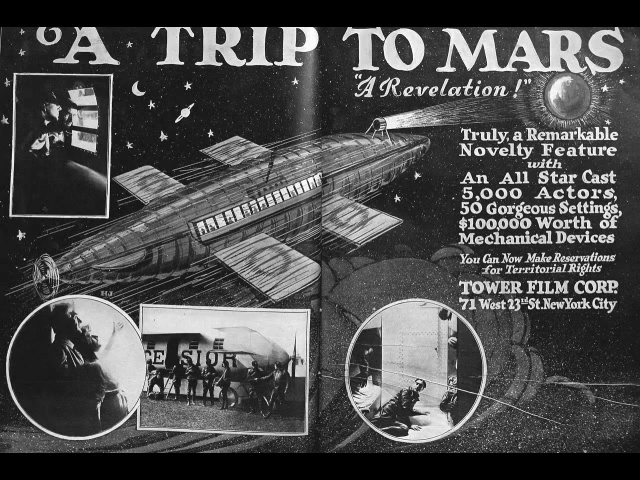 "A TRIP TO MARS
"A Revelation!"
Truly, a Remarkable
Novelty Feature
with
An All Star Cast
5,000 Actors,
50 Gorgeous Settings,
$100,000 Worth of
Mechanical Devices
You Can Now Make Reservations
for Territorial Rights
TOWER FILM CORP.
71 West 23rd St. New York City
HJ
CELSIOR